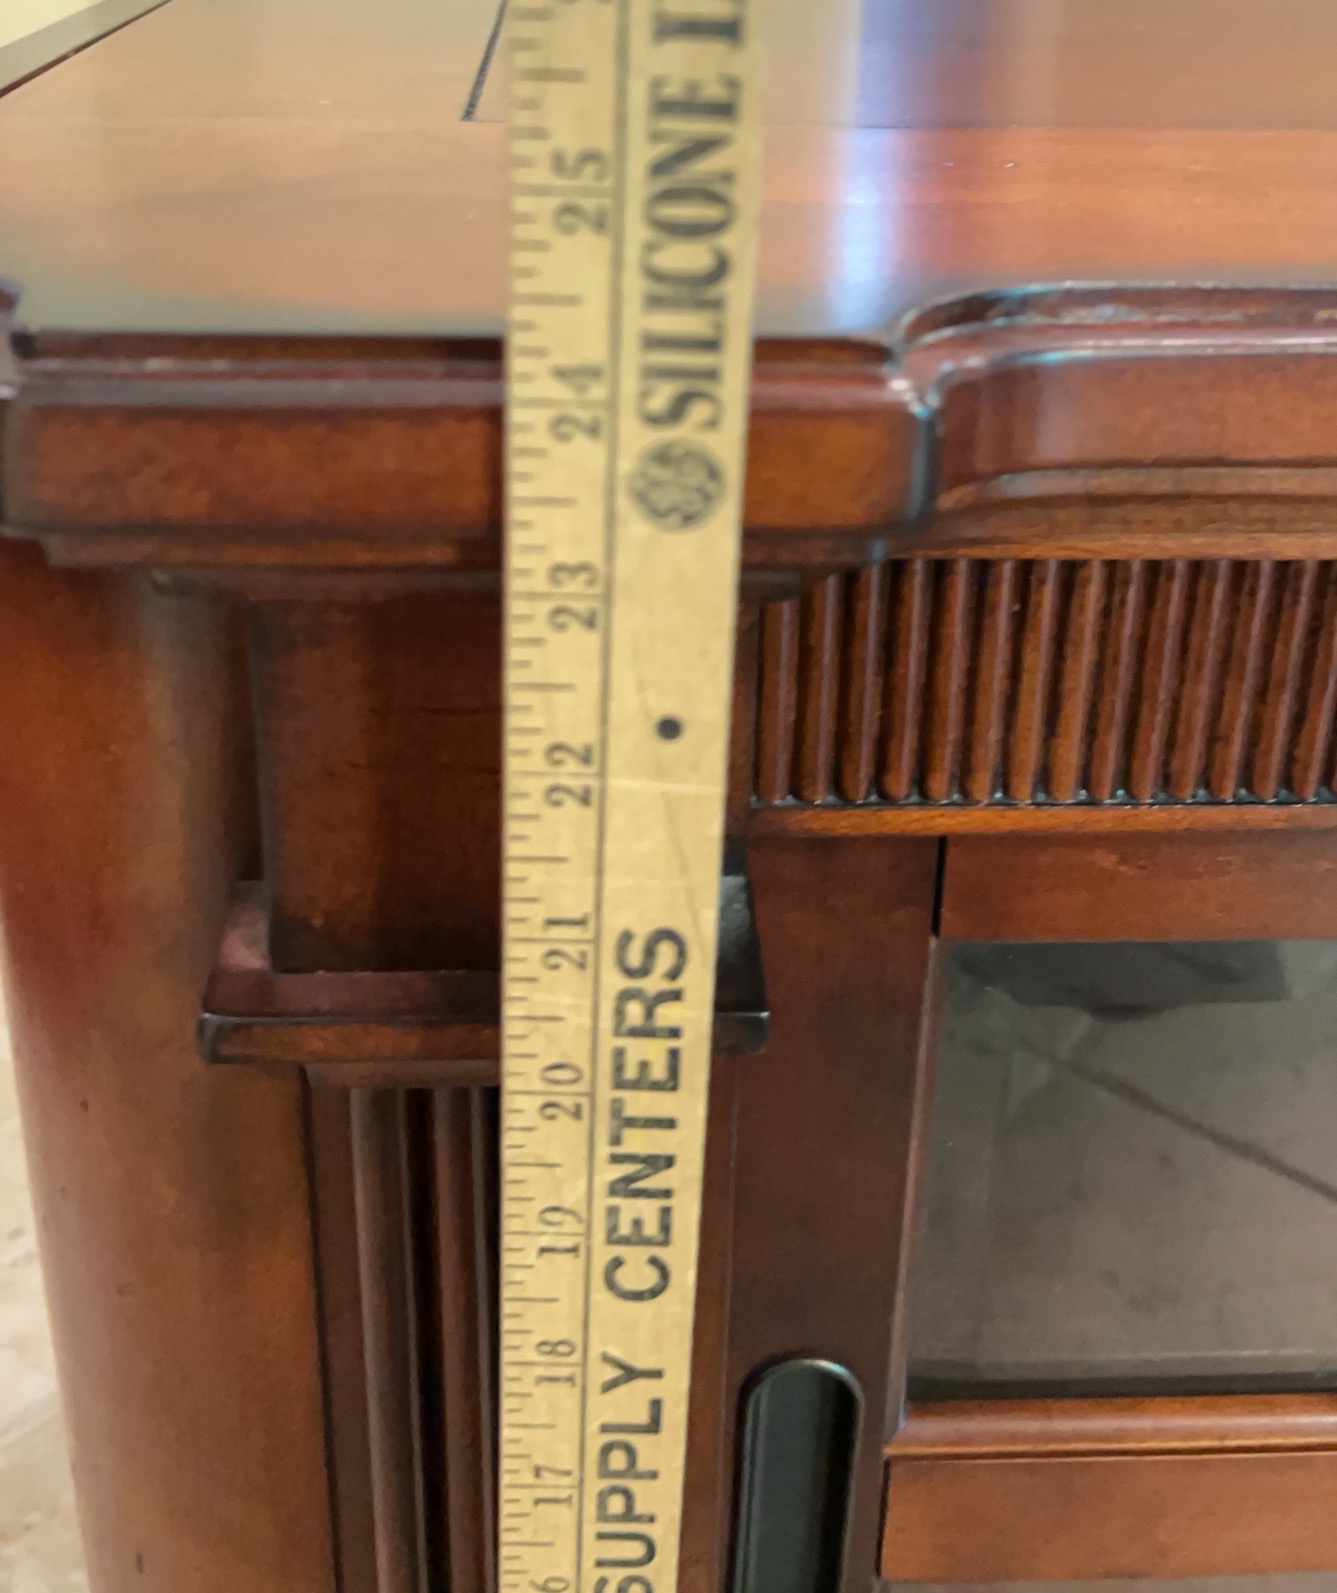 SUPPLY CENTERS SILICONE
17 18 19 20 21 22 23 24 25